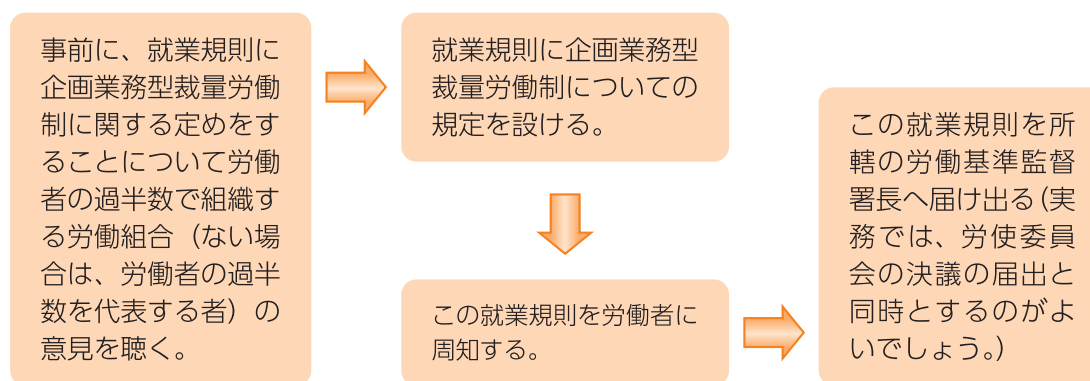 事前に、就業規則に
企画業務型裁量労働
制に関する定めをす
ることについて労働
者の過半数で組織す
る労働組合（ない場
合は、労働者の過半
数を代表する者）の
意見を聴く。
就業規則に企画業務型
裁量労働制についての
規定を設ける。
この就業規則を労働者に
周知する。
この就業規則を所
轄の労働基準監督
署長へ届け出る（実
務では、労使委員
会の決議の届出と
同時とするのがよ
いでしょう。）